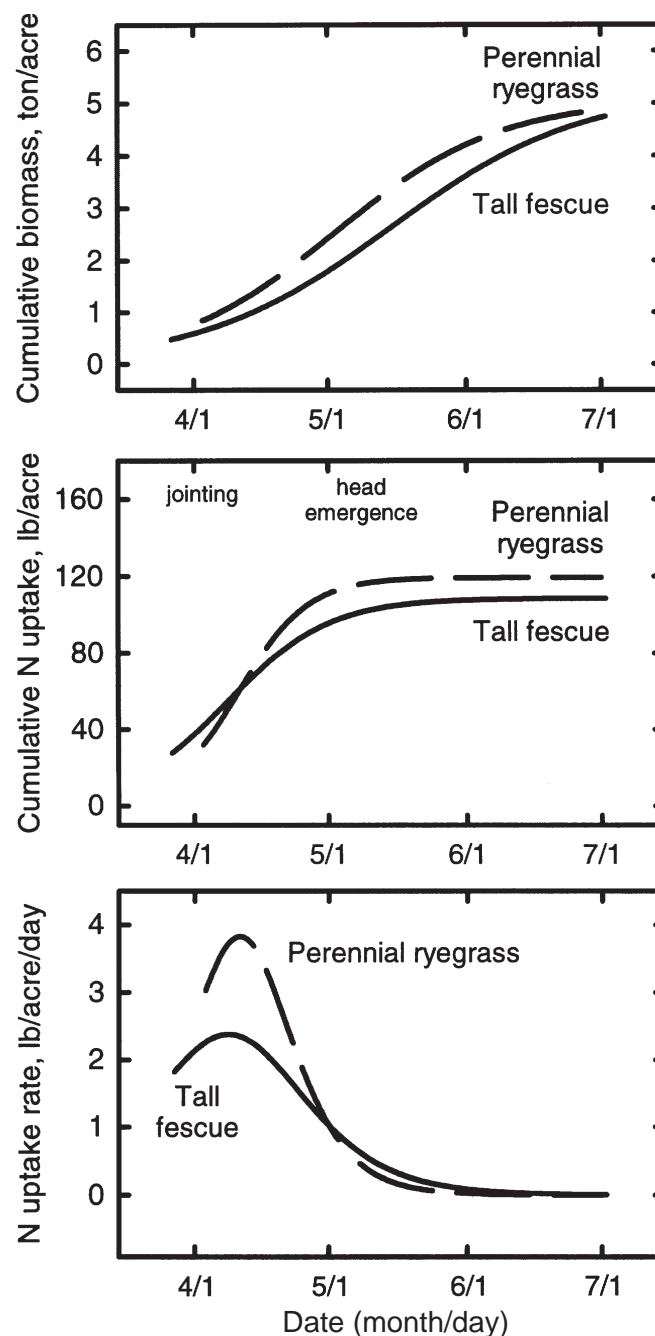 Cumulative biomass, ton/acre
6
5
4
3
2
1
0
Perennial
ryegrass
Tall fescue
4/1 5/1 6/1 7/1
Cumulative N uptake, lb/acre
160
120
80
40
0
jointing
head
emergence
Perennial
ryegrass
Tall fescue
4/1 5/1 6/1 7/1
N uptake rate, lb/acre/day
4
3
2
1
0
Perennial ryegrass
Tall
fescue
4/1 5/1 6/1 7/1
Date (month/day)